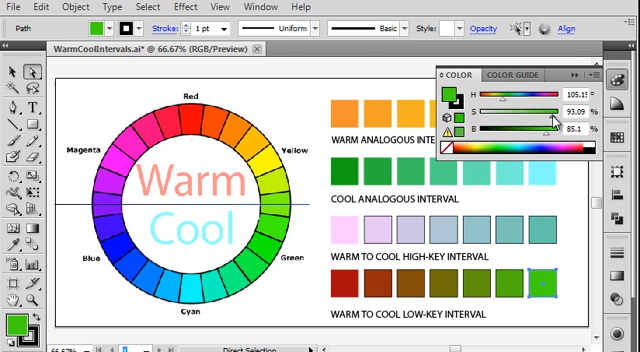 File Edit Object Type Select Effect View Window Help
Path Stroke: 1 pt Uniform Basic Style: Opacity Align
WarmCoolIntervals.ai* @ 66.67% (RGB/Preview)
COLOR COLOR GUIDE
H 105.15 °
S 93.09 %
B 85.1 %
Red
Yellow
Green
Cyan
Blue
Magenta
Warm
Cool
WARM ANALOGOUS INTERVAL
COOL ANALOGOUS INTERVAL
WARM TO COOL HIGH-KEY INTERVAL
WARM TO COOL LOW-KEY INTERVAL
66.67% 1 Direct Selection